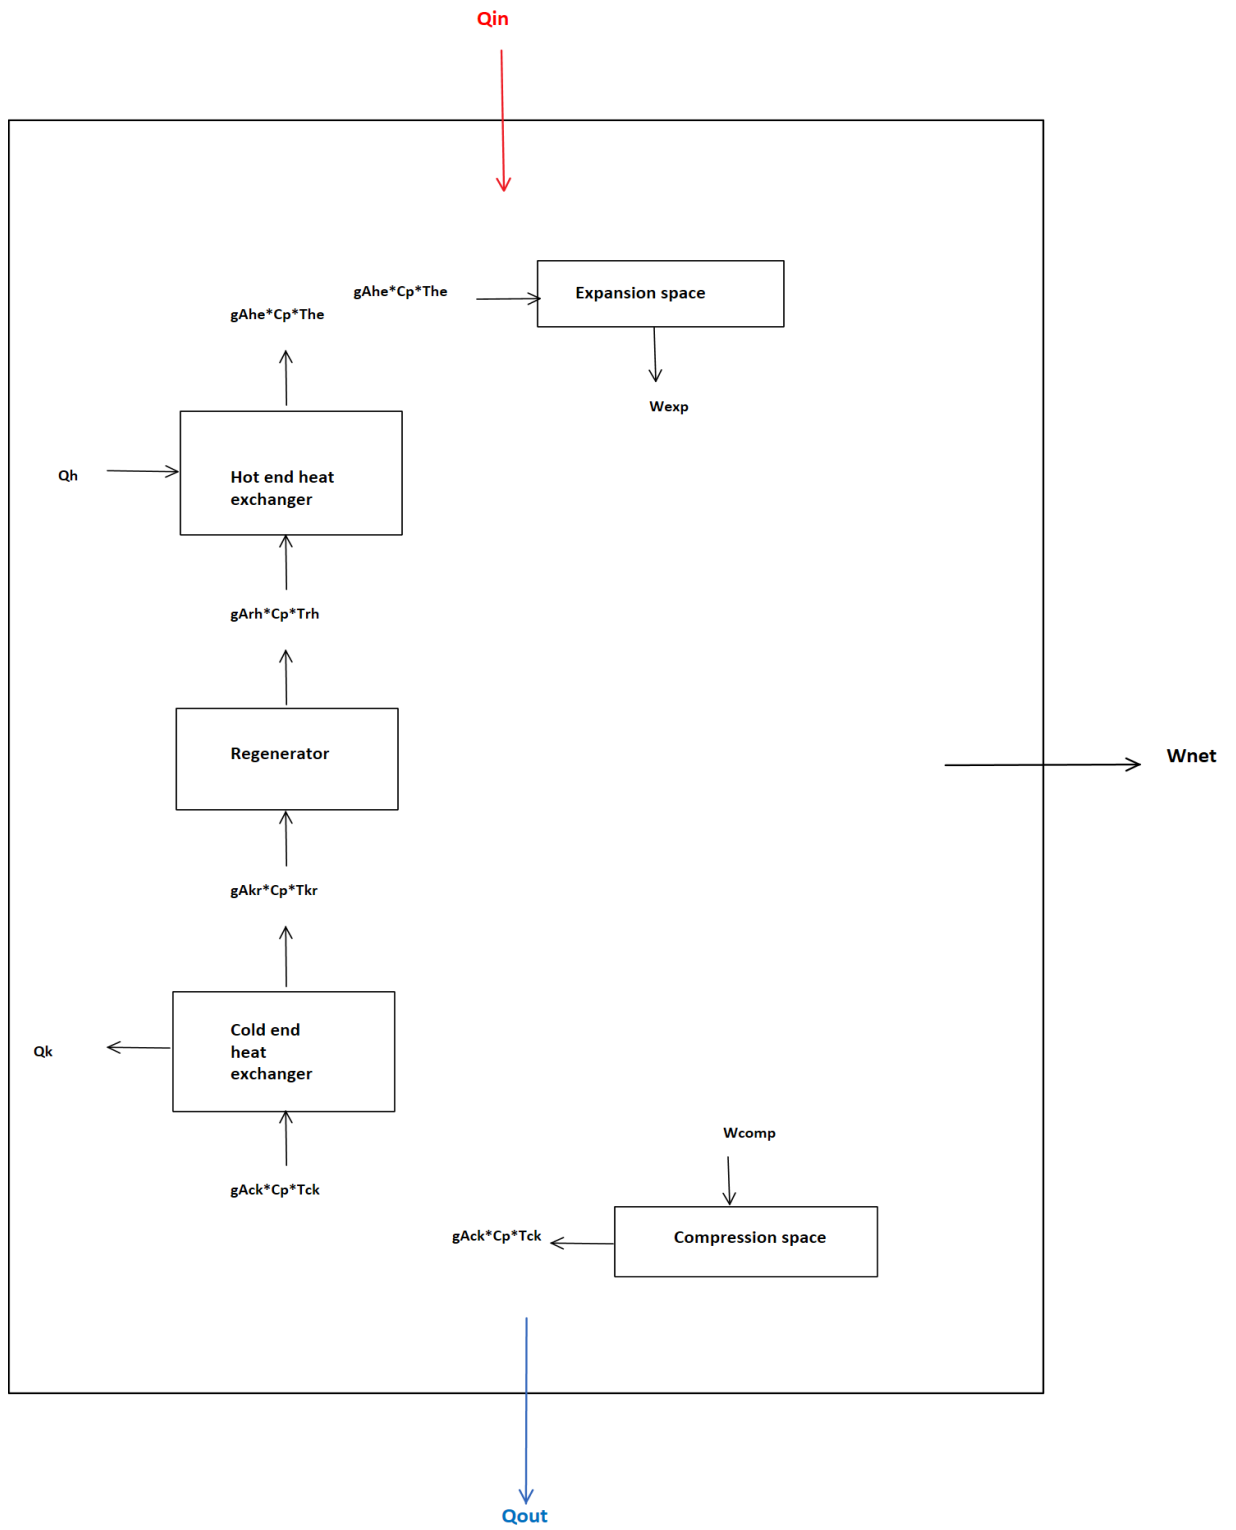 Qin
gAhe*Cp*The
Expansion space
gAhe*Cp*The
Wexp
Qh
Hot end heat
exchanger
gArh*Cp*Trh
Regenerator
Wnet
gAkr*Cp*Tkr
Cold end
heat
exchanger
Qk
Wcomp
gAck*Cp*Tck
gAck*Cp*Tck
Compression space
Qout